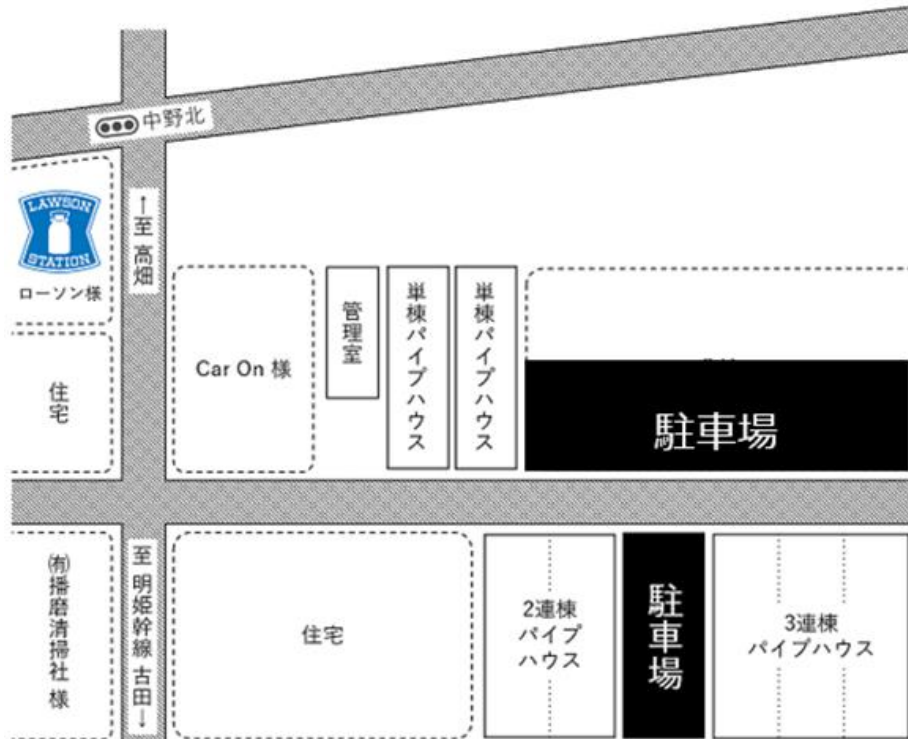 中野北
LAWSON
STATION
ローソン様
↑至 高畑
住宅
Car On 様
管理室
単棟パイプハウス
単棟パイプハウス
駐車場
㈲播磨清掃社 様
至 明姫幹線 古田↓
住宅
2連棟
パイプ
ハウス
駐車場
3連棟
パイプハウス